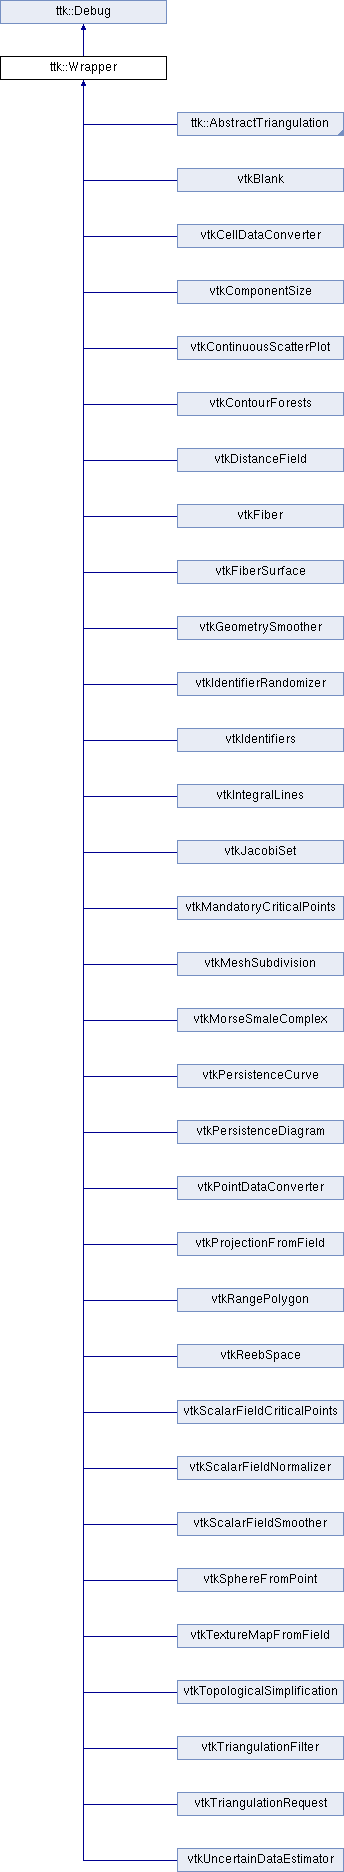 ttk::Debug
ttk::Wrapper
ttk::AbstractTriangulation
vtkBlank
vtkCellDataConverter
vtkComponentSize
vtkContinuousScatterPlot
vtkContourForests
vtkDistanceField
vtkFiber
vtkFiberSurface
vtkGeometrySmoother
vtkIdentifierRandomizer
vtkIdentifiers
vtkIntegralLines
vtkJacobiSet
vtkMandatoryCriticalPoints
vtkMeshSubdivision
vtkMorseSmaleComplex
vtkPersistenceCurve
vtkPersistenceDiagram
vtkPointDataConverter
vtkProjectionFromField
vtkRangePolygon
vtkReebSpace
vtkScalarFieldCriticalPoints
vtkScalarFieldNormalizer
vtkScalarFieldSmoother
vtkSphereFromPoint
vtkTextureMapFromField
vtkTopologicalSimplification
vtkTriangulationFilter
vtkTriangulationRequest
vtkUncertainDataEstimator